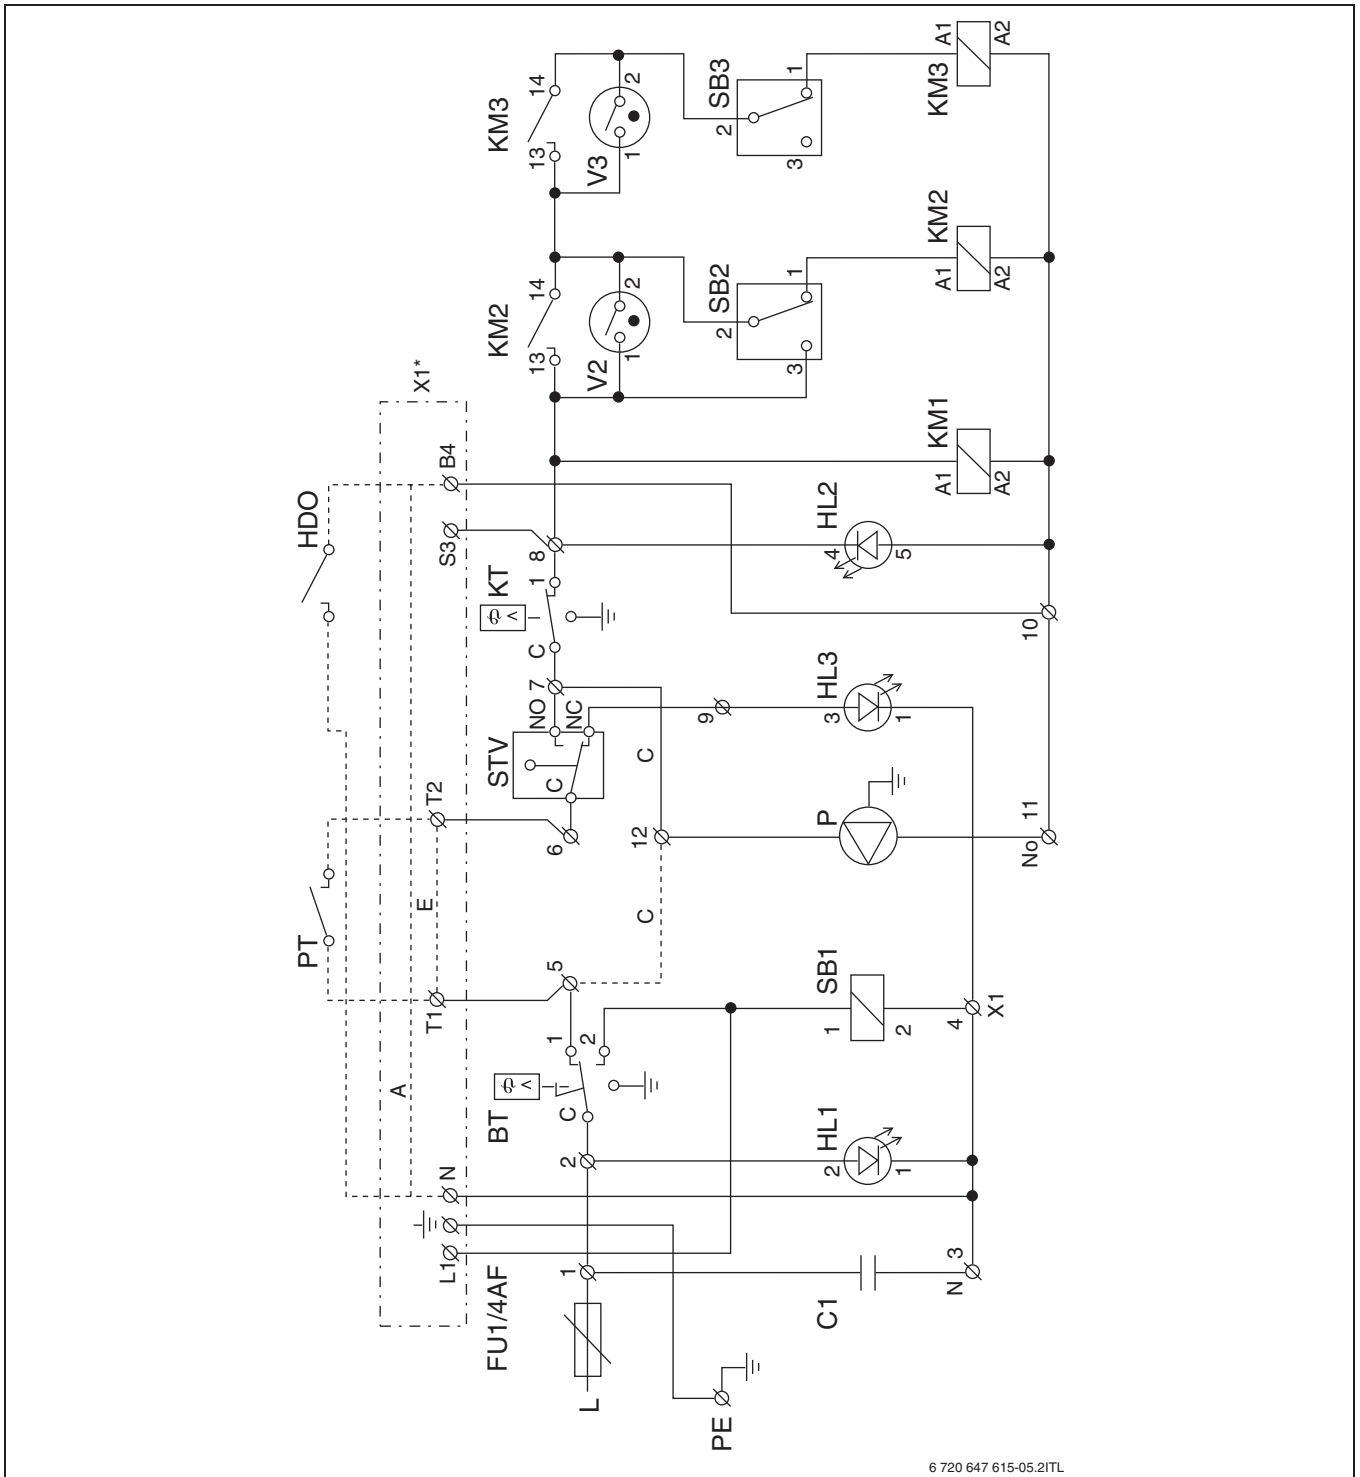 KM3
13
14
V3
1
2
SB3
2
1
3
KM3
A1
A2
KM2
13
14
V2
1
2
SB2
2
1
3
KM2
A1
A2
X1*
HDO
B4
S3
8
KT
1
C
ϑ
KM1
A1
A2
HL2
4
5
10
7
NO
NC
STV
C
6
9
HL3
3
1
T2
C
12
P
11
No
E
PT
T1
5
C
1
2
SB1
1
2
4
X1
A
BT
C
ϑ
2
HL1
2
1
N
L1
FU1/4AF
1
C1
3
N
L
PE
6 720 647 615-05.2ITL